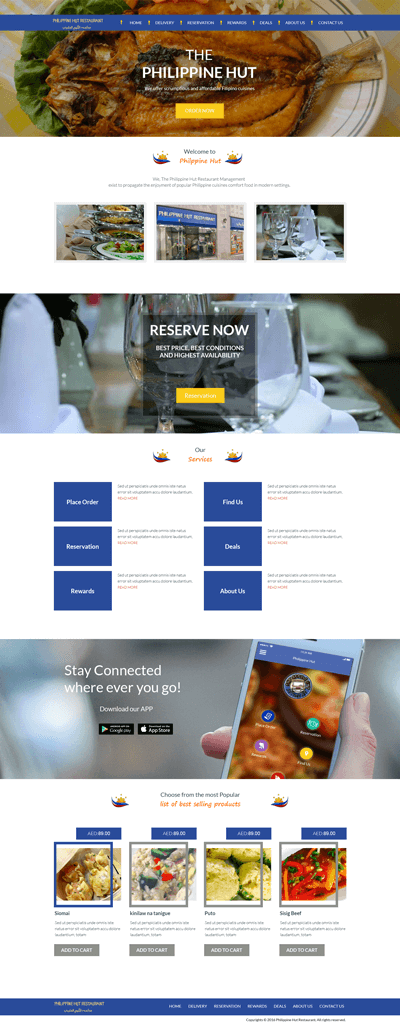 PHILIPPINE HUT RESTAURANT
HOME DELIVERY RESERVATION REWARDS DEALS ABOUT US CONTACT US
THE
PHILIPPINE HUT
We offer scrumptious and affordable Filipino cuisines
ORDER NOW
Welcome to
Philppine Hut
We, The Philippine Hut Restaurant Management
exist to propagate the enjoyment of popular Philippine cuisines comfort food in modern settings.
PHILIPPINE HUT RESTAURANT
RESERVE NOW
BEST PRICE, BEST CONDITIONS
AND HIGHEST AVAILABILITY
Reservation
Our
Services
Place Order
Sed ut perspiciatis unde omnis iste natus
error sit voluptatem accu dolore laudantium,
READ MORE
Find Us
Sed ut perspiciatis unde omnis iste natus
error sit voluptatem accu dolore laudantium,
READ MORE
Reservation
Sed ut perspiciatis unde omnis iste natus
error sit voluptatem accu dolore laudantium,
READ MORE
Deals
Sed ut perspiciatis unde omnis iste natus
error sit voluptatem accu dolore laudantium,
READ MORE
Rewards
Sed ut perspiciatis unde omnis iste natus
error sit voluptatem accu dolore laudantium,
READ MORE
About Us
Sed ut perspiciatis unde omnis iste natus
error sit voluptatem accu dolore laudantium,
READ MORE
Stay Connected
where ever you go!
Download our APP
Google play
App Store
Philippine Hut
Place Order
Reservation
Rewards
Find Us
Choose from the most Popular
list of best selling products
AED 89.00
AED 89.00
AED 89.00
AED 89.00
Siomai
Sed ut perspiciatis unde omnis iste
natus error sit voluptatem accu dolore
laudantium, totam
ADD TO CART
kinilaw na tanigue
Sed ut perspiciatis unde omnis iste
natus error sit voluptatem accu dolore
laudantium, totam
ADD TO CART
Puto
Sed ut perspiciatis unde omnis iste
natus error sit voluptatem accu dolore
laudantium, totam
ADD TO CART
Sisig Beef
Sed ut perspiciatis unde omnis iste
natus error sit voluptatem accu dolore
laudantium, totam
ADD TO CART
PHILIPPINE HUT RESTAURANT
HOME DELIVERY RESERVATION REWARDS DEALS ABOUT US CONTACT US
Copyrights © 2016 Philippine Hut Restaurant. All rights reserved.